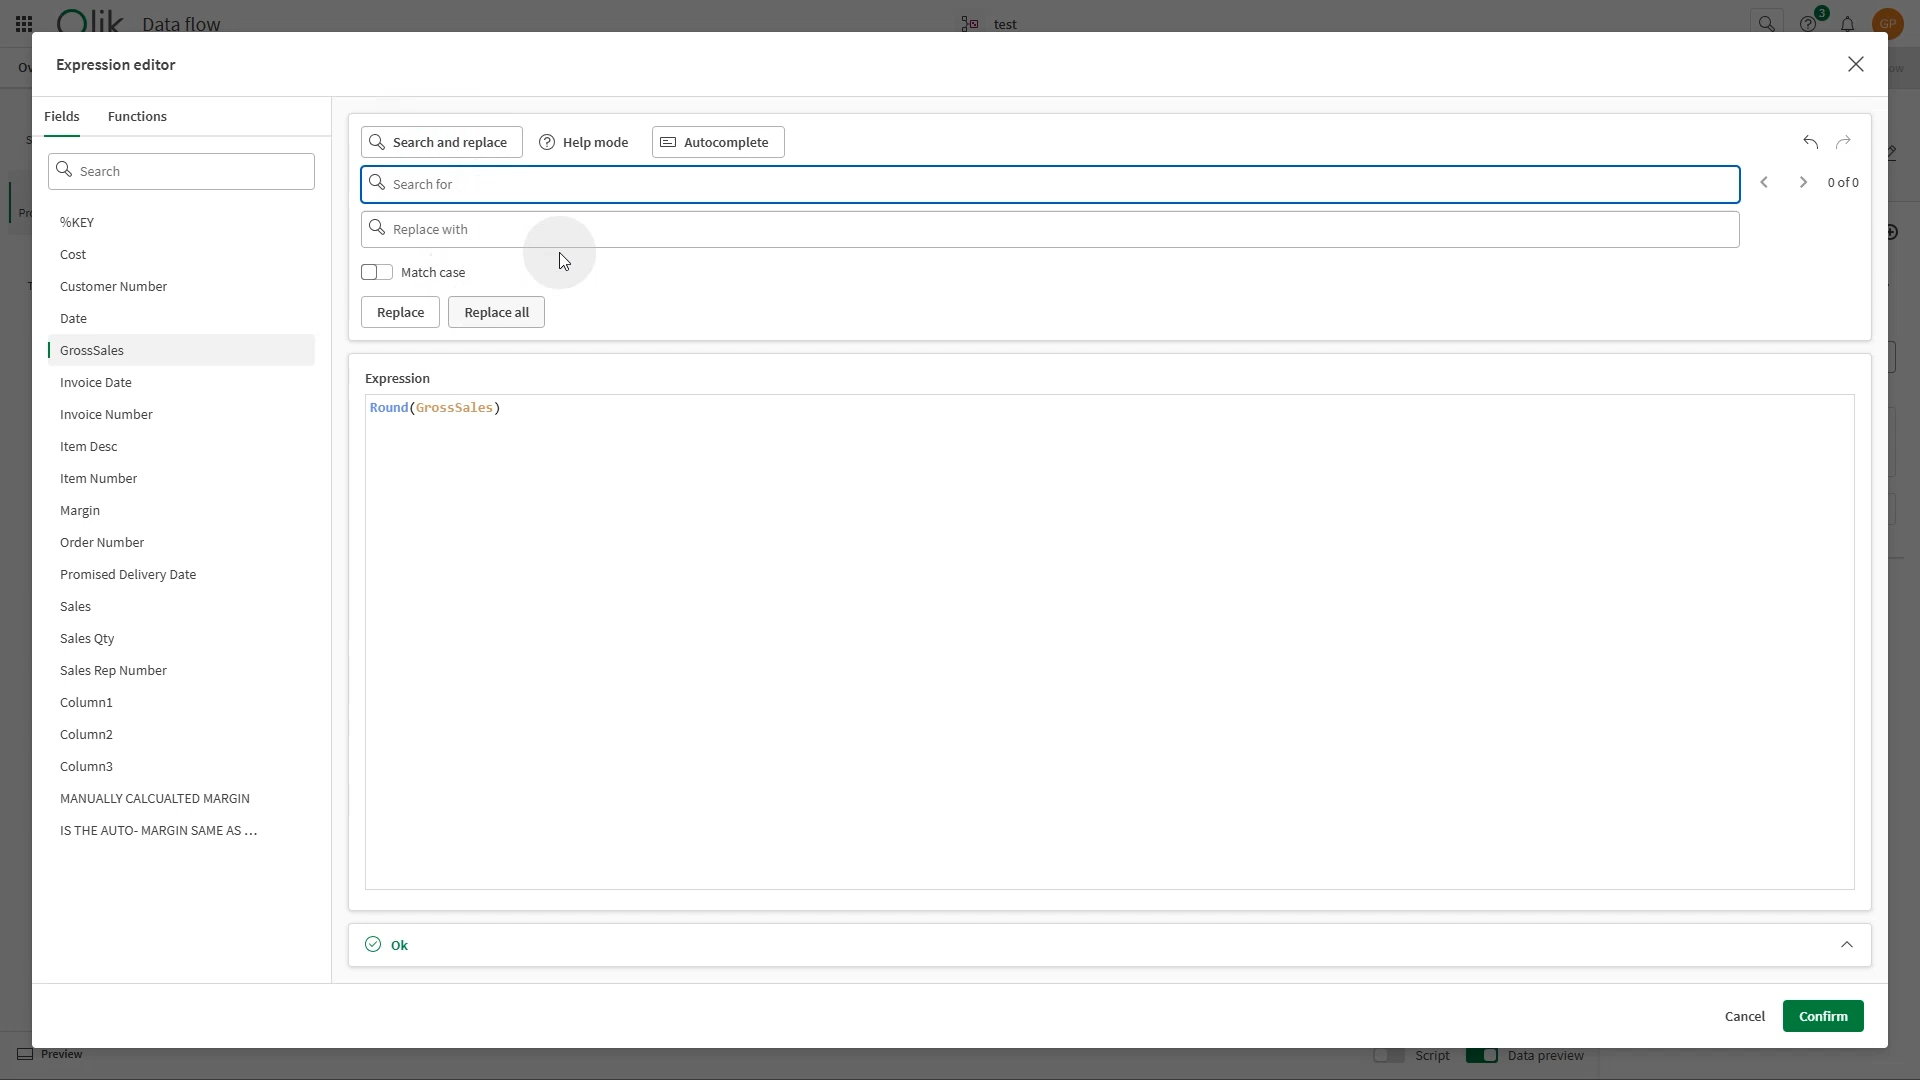 Qlik Data flow test 3 GP
Expression editor
Fields Functions
Search and replace Help mode Autocomplete
Search
Search for 0 of 0
Replace with
Match case
Replace Replace all
%KEY
Cost
Customer Number
Date
GrossSales
Invoice Date
Invoice Number
Item Desc
Item Number
Margin
Order Number
Promised Delivery Date
Sales
Sales Qty
Sales Rep Number
Column1
Column2
Column3
MANUALLY CALCUALTED MARGIN
IS THE AUTO- MARGIN SAME AS ...
Expression
Round(GrossSales)
Ok
Cancel Confirm
Preview Script Data preview